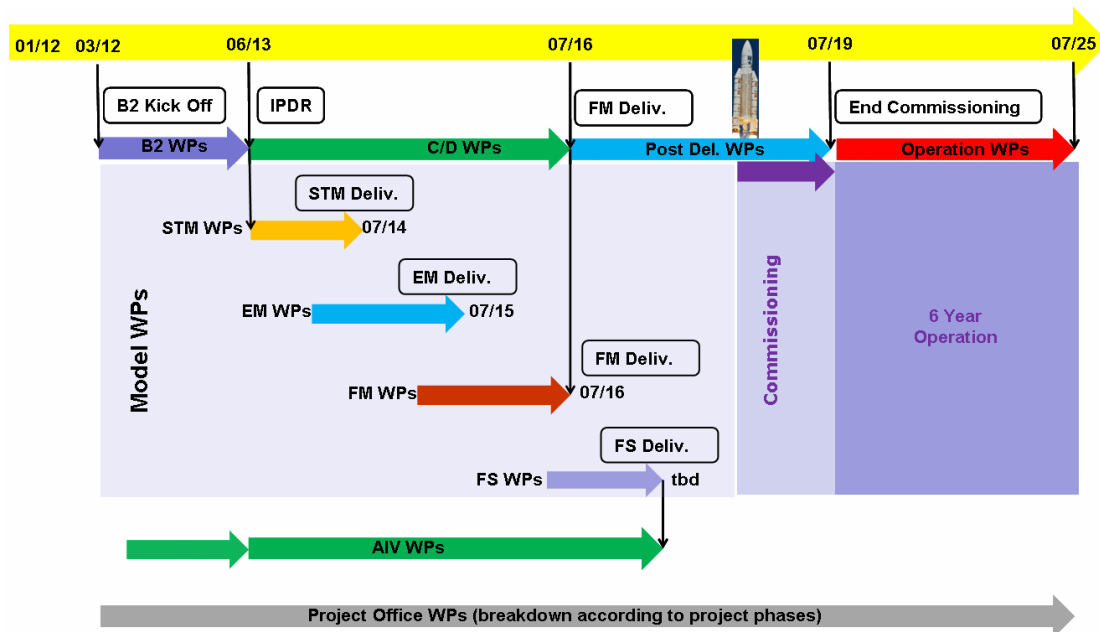 01/12 03/12 06/13 07/16 07/19 07/25
B2 Kick Off IPDR FM Deliv. End Commissioning
B2 WPs C/D WPs Post Del. WPs Operation WPs
STM Deliv.
STM WPs 07/14
EM Deliv.
EM WPs 07/15
Model WPs
Commissioning
6 Year
Operation
FM Deliv.
FM WPs 07/16
FS Deliv.
FS WPs tbd
AIV WPs
Project Office WPs (breakdown according to project phases)